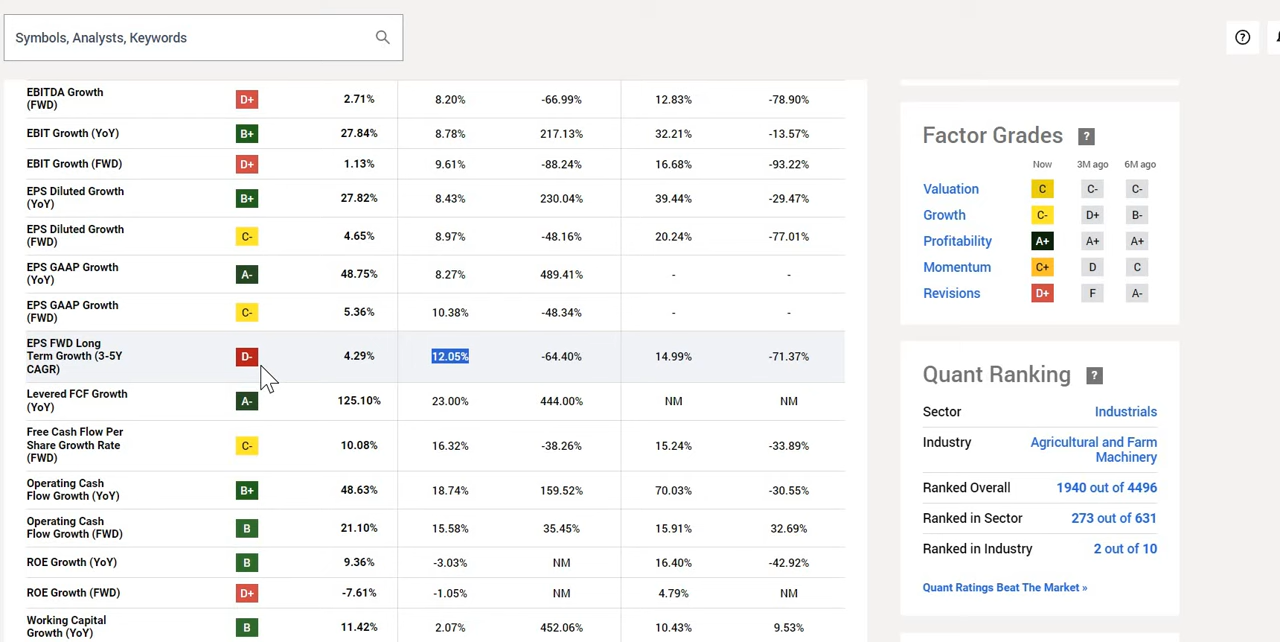 Symbols, Analysts, Keywords
EBITDA Growth
(FWD)
D+ 2.71% 8.20% -66.99% 12.83% -78.90%
EBIT Growth (YoY) B+ 27.84% 8.78% 217.13% 32.21% -13.57%
EBIT Growth (FWD) D+ 1.13% 9.61% -88.24% 16.68% -93.22%
EPS Diluted Growth
(YoY)
B+ 27.82% 8.43% 230.04% 39.44% -29.47%
EPS Diluted Growth
(FWD)
C- 4.65% 8.97% -48.16% 20.24% -77.01%
EPS GAAP Growth
(YoY)
A- 48.75% 8.27% 489.41% - -
EPS GAAP Growth
(FWD)
C- 5.36% 10.38% -48.34% - -
EPS FWD Long
Term Growth (3-5Y
CAGR)
D- 4.29% 12.05% -64.40% 14.99% -71.37%
Levered FCF Growth
(YoY)
A- 125.10% 23.00% 444.00% NM NM
Free Cash Flow Per
Share Growth Rate
(FWD)
C- 10.08% 16.32% -38.26% 15.24% -33.89%
Operating Cash
Flow Growth (YoY)
B+ 48.63% 18.74% 159.52% 70.03% -30.55%
Operating Cash
Flow Growth (FWD)
B 21.10% 15.58% 35.45% 15.91% 32.69%
ROE Growth (YoY) B 9.36% -3.03% NM 16.40% -42.92%
ROE Growth (FWD) D+ -7.61% -1.05% NM 4.79% NM
Working Capital
Growth (YoY)
B 11.42% 2.07% 452.06% 10.43% 9.53%
Factor Grades ?
Now 3M ago 6M ago
Valuation C C- C-
Growth C- D+ B-
Profitability A+ A+ A+
Momentum C+ D C
Revisions D+ F A-
Quant Ranking ?
Sector Industrials
Industry Agricultural and Farm
Machinery
Ranked Overall 1940 out of 4496
Ranked in Sector 273 out of 631
Ranked in Industry 2 out of 10
Quant Ratings Beat The Market »